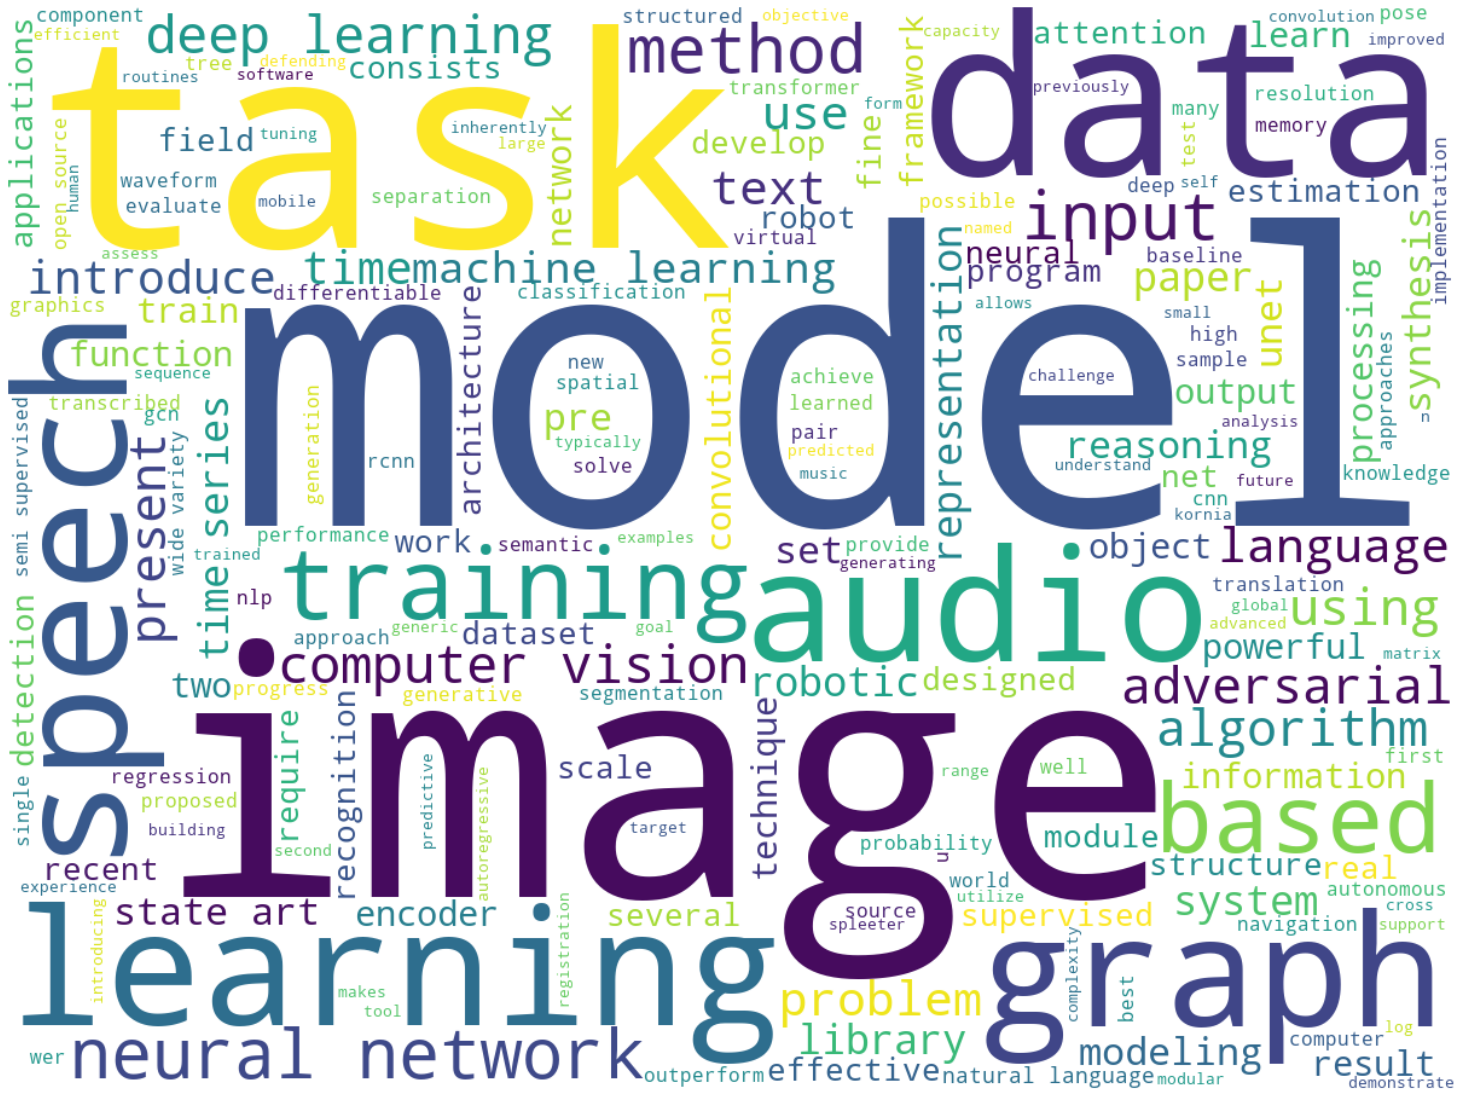 component
efficient
deep learning
structured
objective
method
capacity
data
convolution
pose
attention
learn
improved
applications
task
tree
defending
routines
software
consists
transformer
use
form
previously
many
resolution
field
tuning
inherently
large
network
develop
fine
framework
test
memory
open source
human
waveform
evaluate
mobile
separation
text
robot
virtual
possible
named
input
deep
self
estimation
implementation
assess
introduce
time
machine learning
neural
program
baseline
paper
synthesis
graphics
train
differentiable
classification
representation
allows
small
high
sample
unet
processing
function
sequence
transcribed
gcn
speech
model
architecture
new
spatial
pre
typically
solve
achieve
learned
pair
predicted
music
challenge
output
approaches
analysis
n
reasoning
understand
net
future
knowledge
cnn
kornia
semi supervised
present
wide variety
time series
generation
rcnn
convolutional
performance
work
semantic
examples
set
provide
generating
object
language
trained
nlp
training
audio
translation
global
advanced
using
detection
approach
generic
dataset
goal
powerful
matrix
computer vision
two
progress
generative
segmentation
robotic
designed
adversarial
image
algorithm
first
require
recognition
scale
technique
range
well
information
single
regression
proposed
building
second
predictive
autoregressive
target
probability
u
module
based
recent
structure
real
experience
state art
encoder
several
source
spleeter
world
utilize
supervised
system
autonomous
cross
navigation
support
introducing
learning
makes
tool
registration
problem
library
graph
complexity
best
log
computer
wer
neural network
outperform
effective
natural language
modular
modeling
result
demonstrate